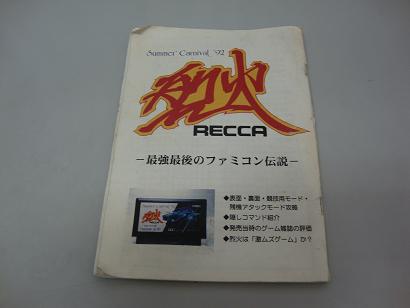 Summer Carnival '92
烈火
RECCA
－最強最後のファミコン伝説－
◆表面・裏面・競技用モード・
残機アタックモード攻略
◆隠しコマンド紹介
◆発売当時のゲーム雑誌の評価
◆烈火は「激ムズゲーム」か？
烈火